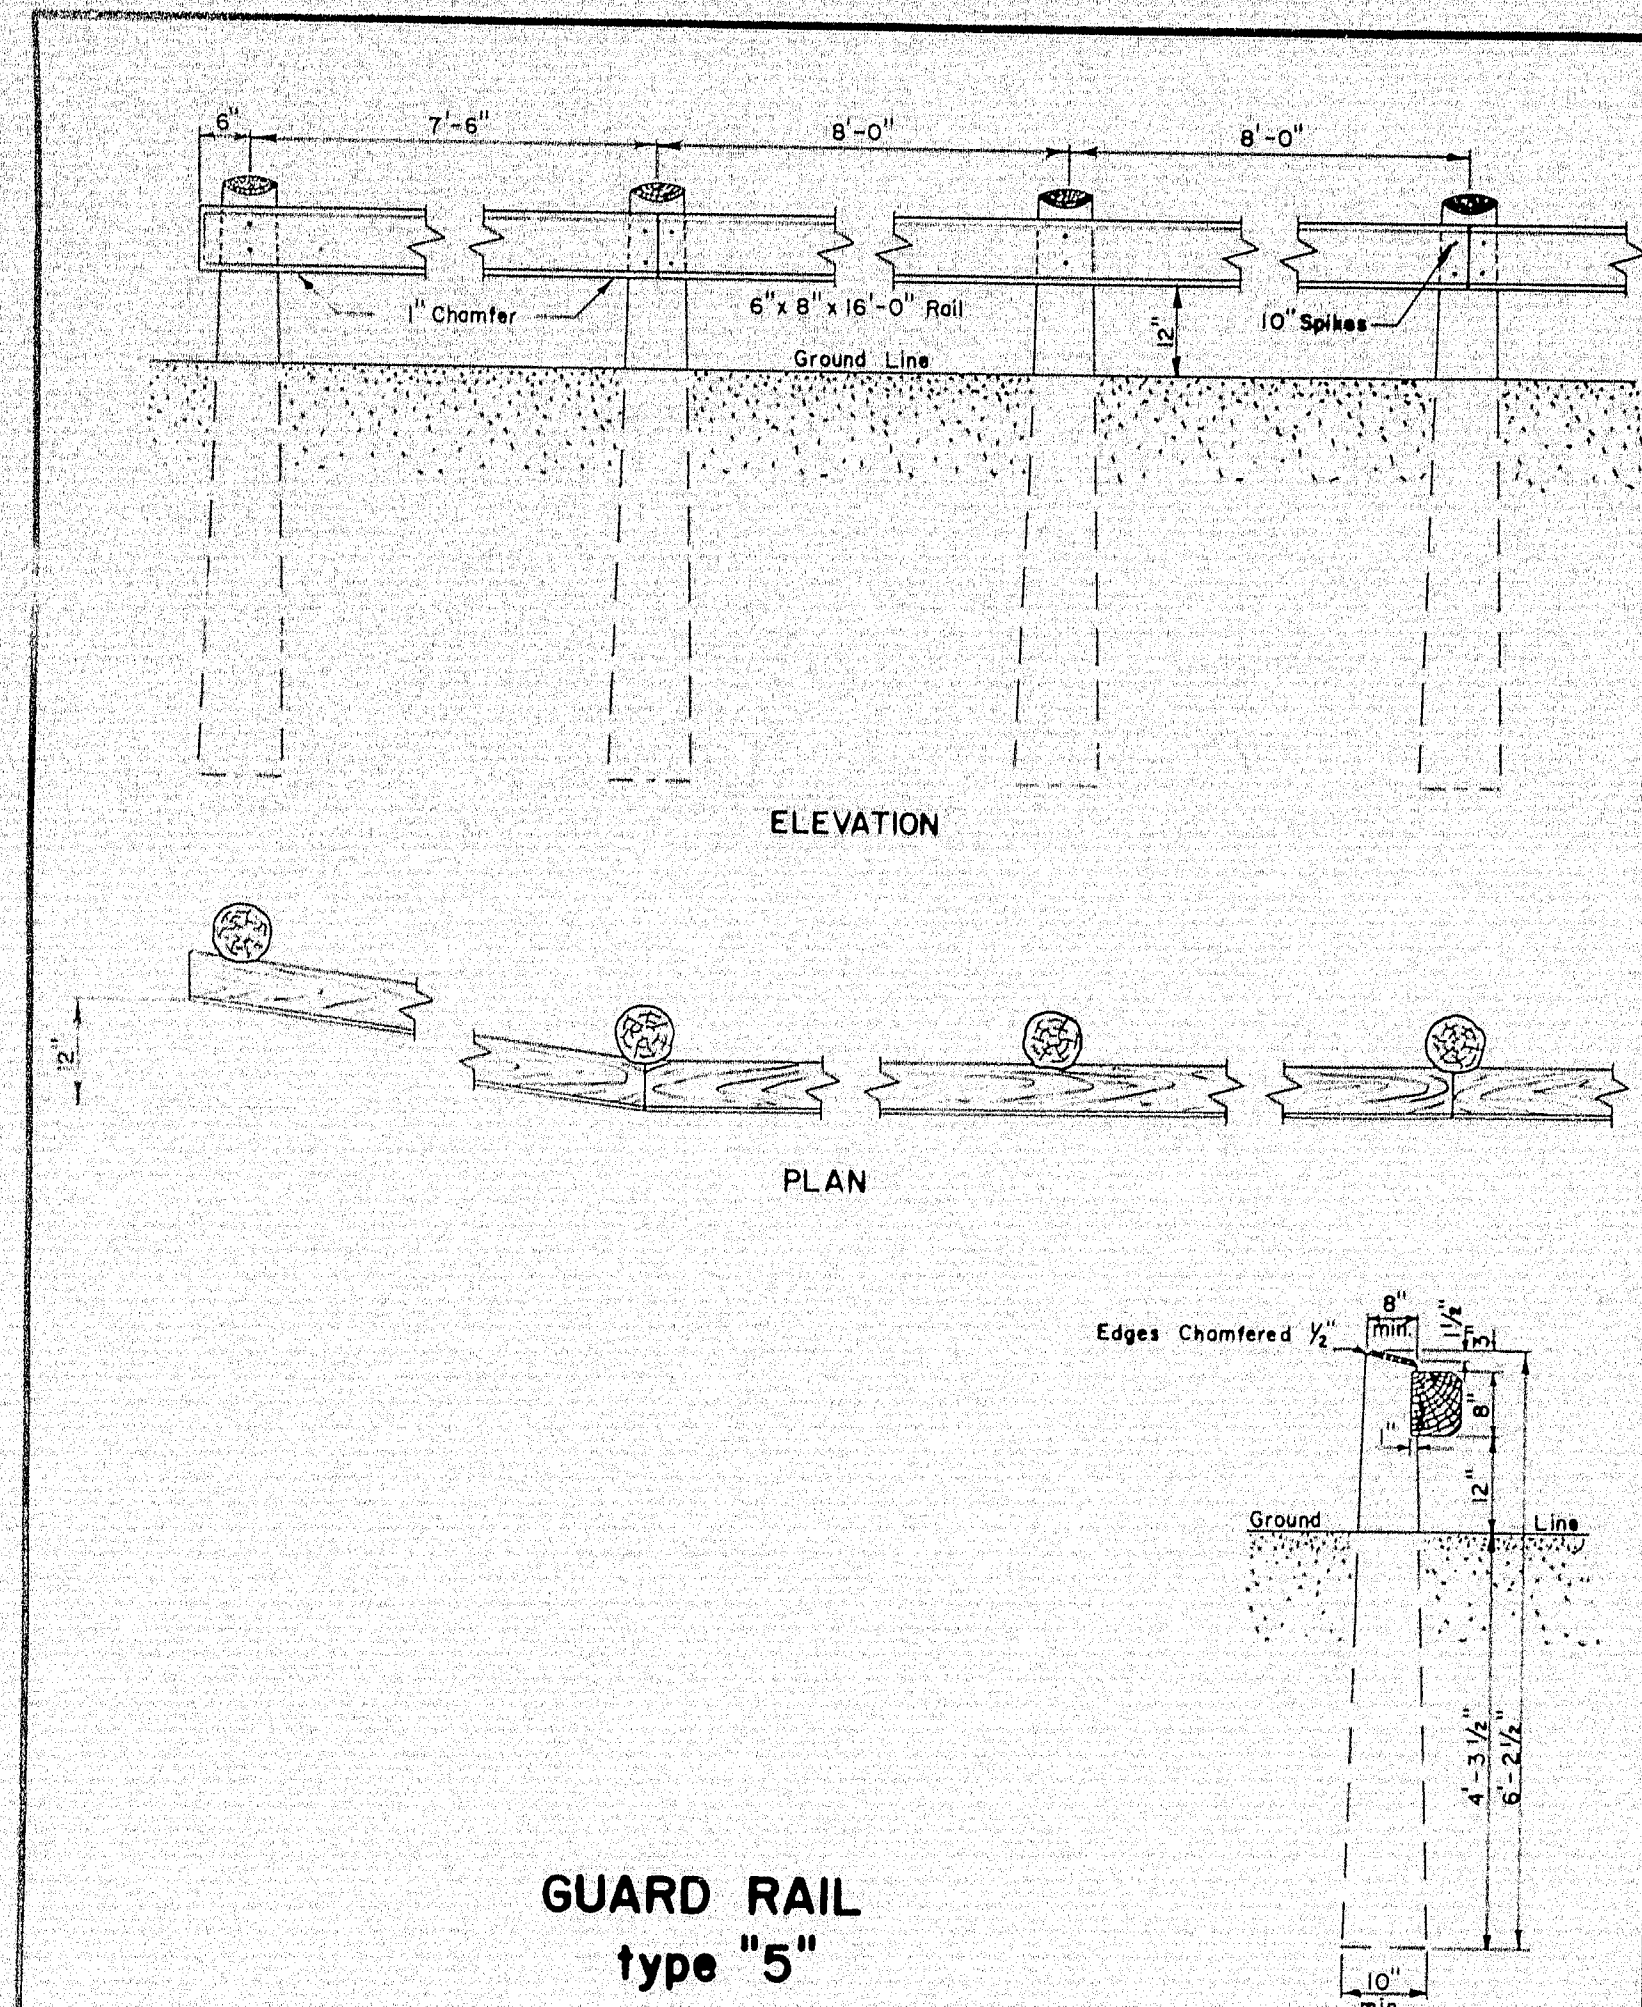 6" 7'-6" 8'-0" 8'-0"
1" Chamfer 6"x 8"x 16'-0" Rail 12" 10" Spikes
Ground Line
ELEVATION
12"
PLAN
8" min. 1 1/2" 3"
Edges Chamfered 1/2"
8"
1"
12"
Ground Line
4'-3 1/2"
6'-2 1/2"
GUARD RAIL
type "5"
10"
min.